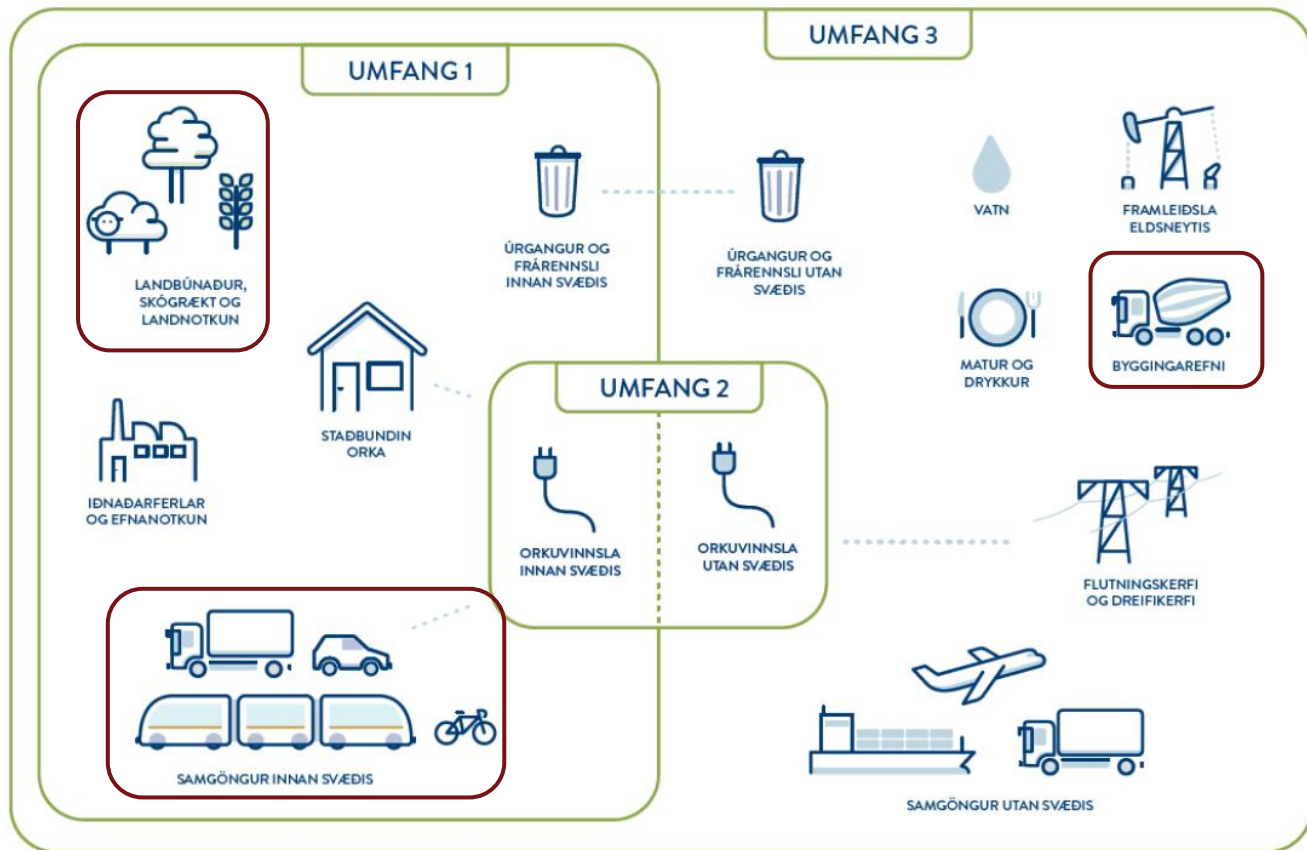 UMFANG 3
UMFANG 1
LANDBÚNAÐUR,
SKÓGRÆKT OG
LANDNOTKUN
ÚRGANGUR OG
FRÁRENNSLI
INNAN SVÆÐIS
ÚRGANGUR OG
FRÁRENNSLI UTAN
SVÆÐIS
VATN
FRAMLEIÐSLA
ELDSNEYTIS
MATUR OG
DRYKKUR
BYGGINGAREFNI
STAÐBUNDIN
ORKA
IÐNAÐARFERLAR
OG EFNANOTKUN
UMFANG 2
ORKUVINNSLA
INNAN SVÆÐIS
ORKUVINNSLA
UTAN SVÆÐIS
FLUTNINGSKERFI
OG DREIFIKERFI
SAMGÖNGUR INNAN SVÆÐIS
SAMGÖNGUR UTAN SVÆÐIS